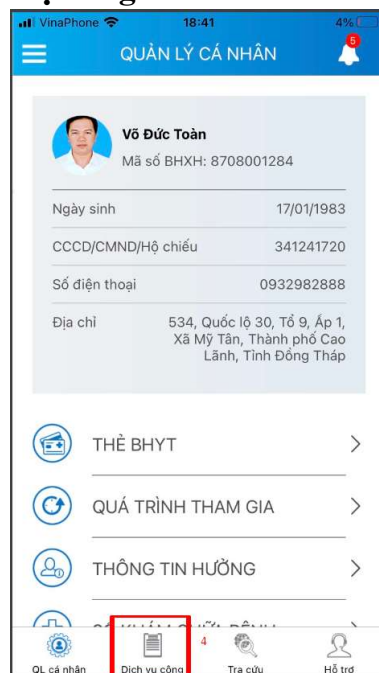 VinaPhone 18:41 4%
QUẢN LÝ CÁ NHÂN 5
Võ Đức Toàn
Mã số BHXH: 8708001284
Ngày sinh 17/01/1983
CCCD/CMND/Hộ chiếu 341241720
Số điện thoại 0932982888
Địa chỉ 534, Quốc lộ 30, Tổ 9, Ấp 1,
Xã Mỹ Tân, Thành phố Cao
Lãnh, Tỉnh Đồng Tháp
THẺ BHYT
QUÁ TRÌNH THAM GIA
THÔNG TIN HƯỞNG
4
QL cá nhân Dịch vụ công Tra cứu Hỗ trợ